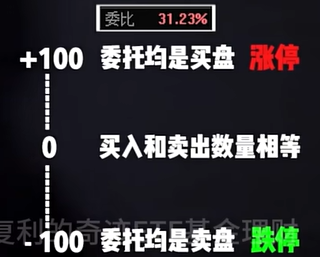 委比 31.23%
+100 委托均是买盘 涨停
0 买入和卖出数量相等
复利的奇迹ETF基金理财
-100 委托均是卖盘 跌停